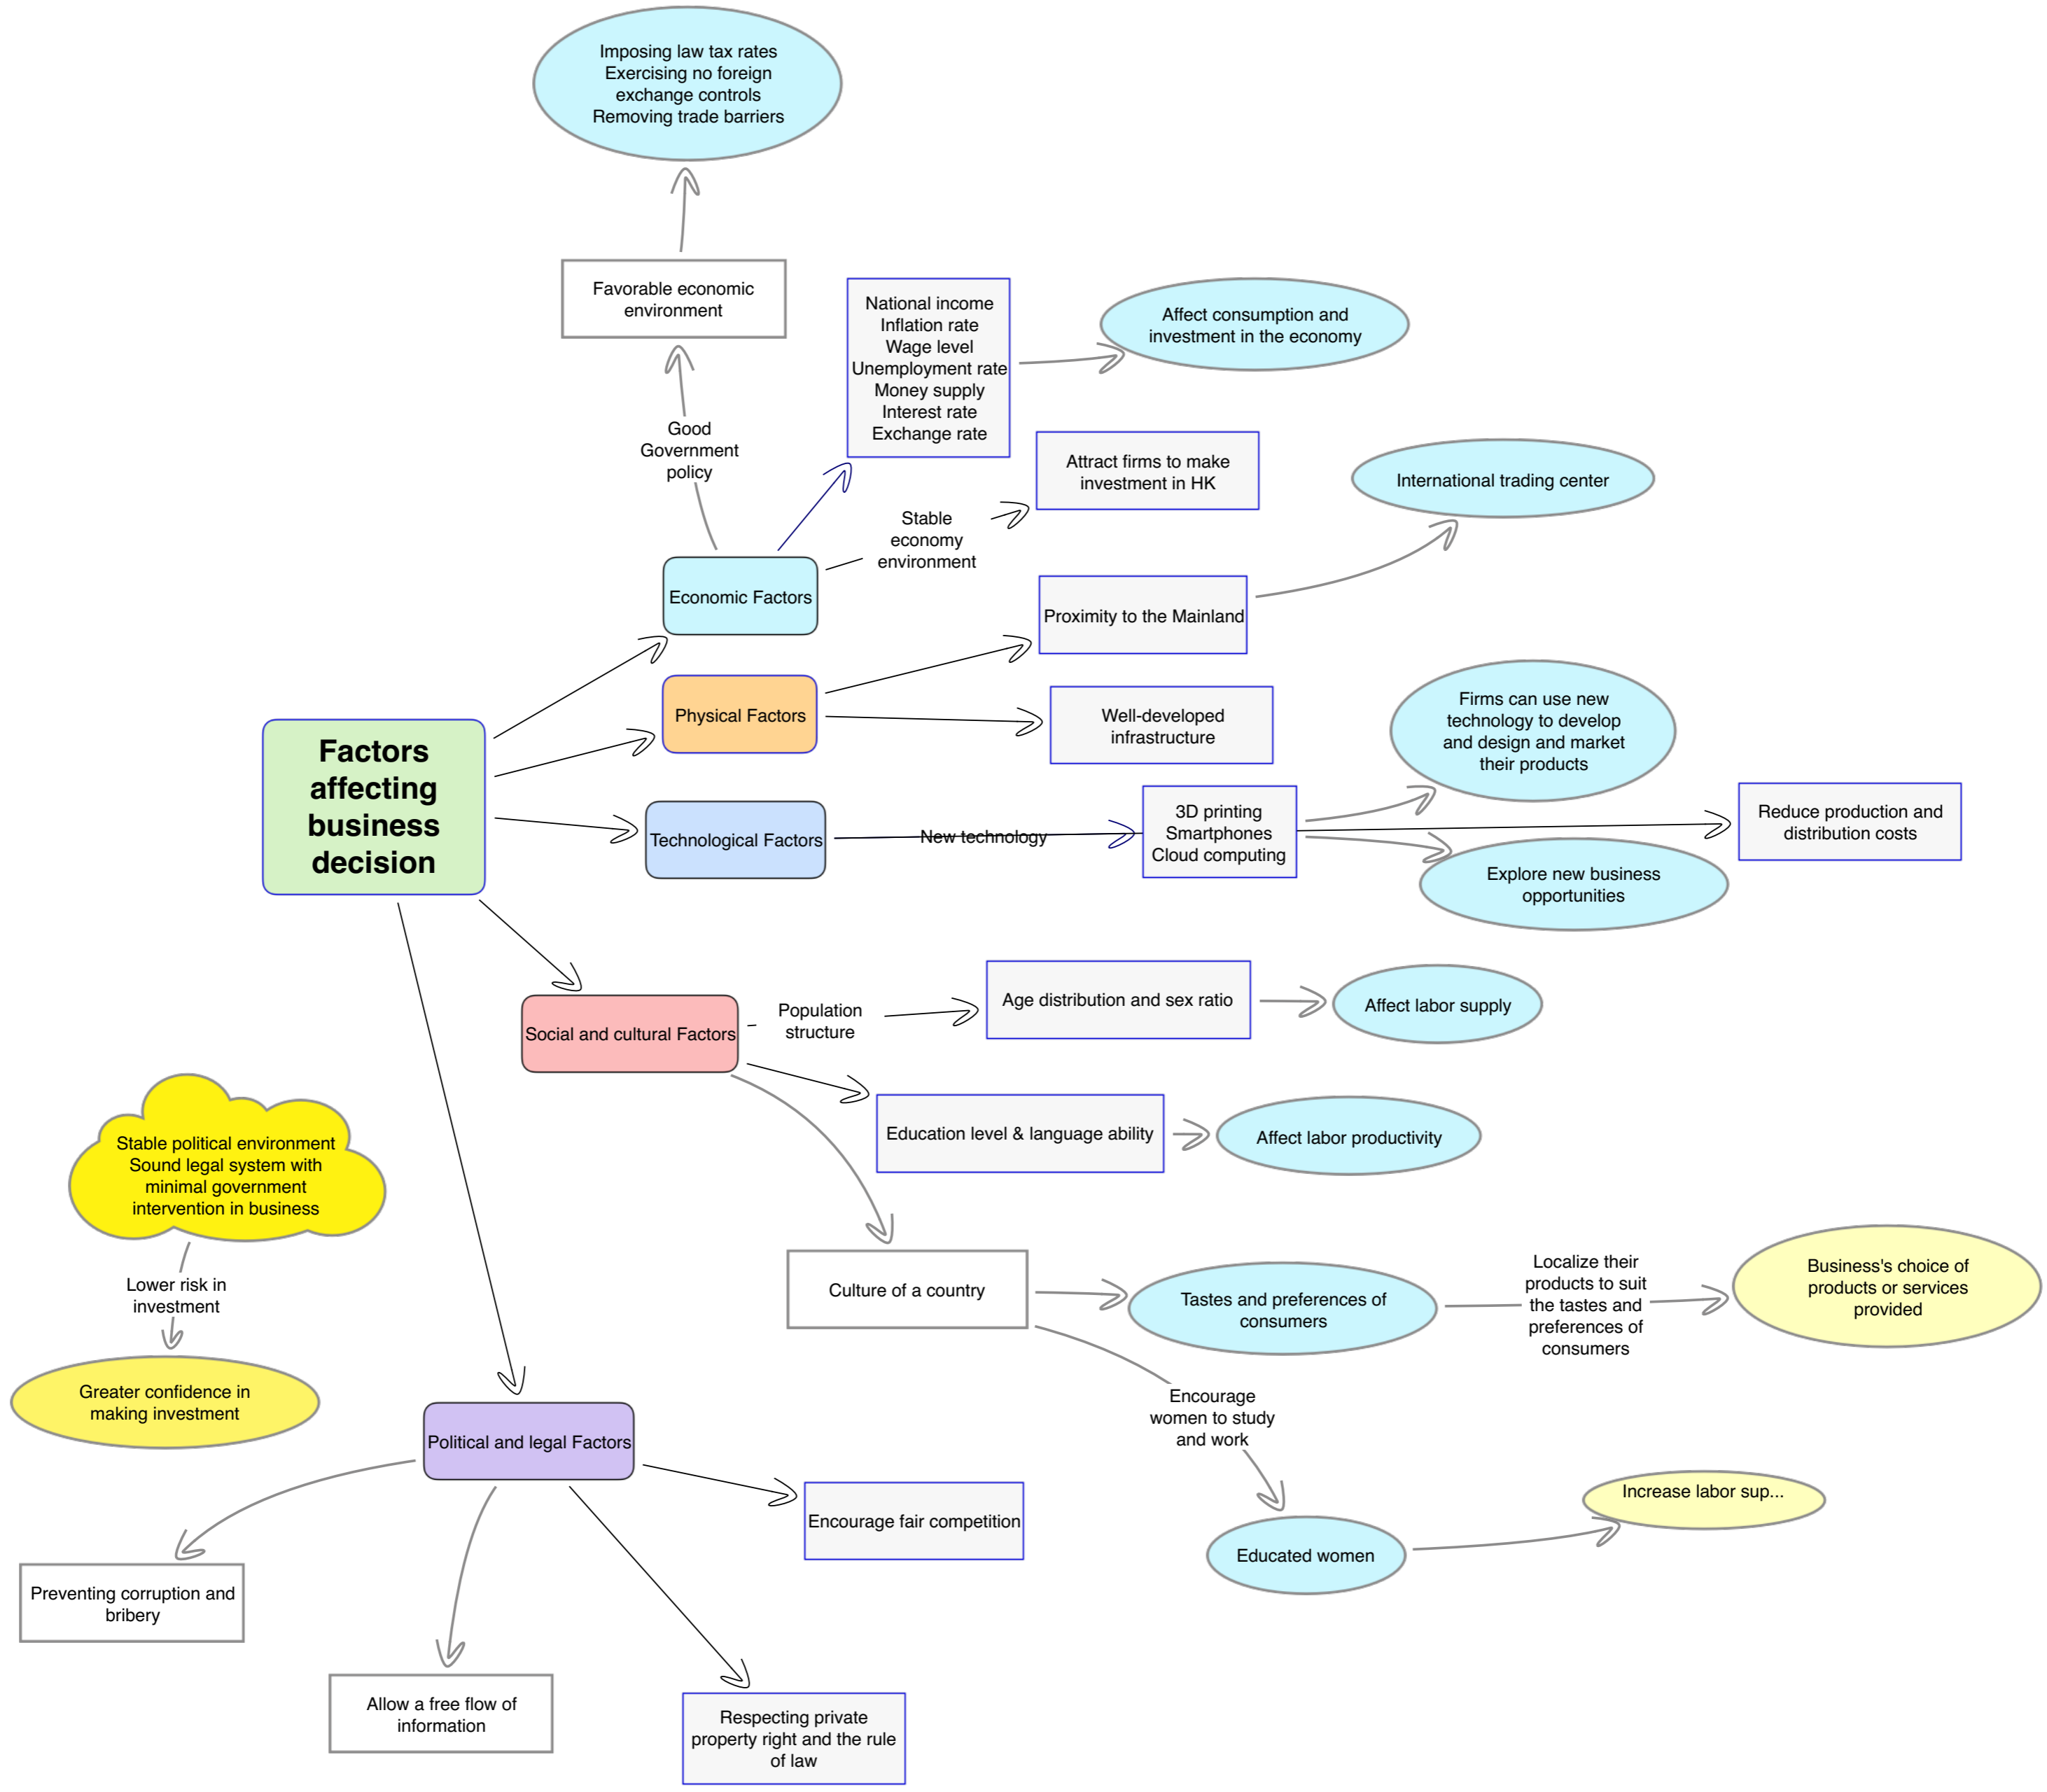 Imposing law tax rates
Exercising no foreign
exchange controls
Removing trade barriers
Favorable economic
environment
Good
Government
policy
National income
Inflation rate
Wage level
Unemployment rate
Money supply
Interest rate
Exchange rate
Affect consumption and
investment in the economy
Stable
economy
environment
Attract firms to make
investment in HK
Economic Factors
International trading center
Proximity to the Mainland
Physical Factors
Well-developed
infrastructure
Factors
affecting
business
decision
Technological Factors
New technology
3D printing
Smartphones
Cloud computing
Firms can use new
technology to develop
and design and market
their products
Reduce production and
distribution costs
Explore new business
opportunities
Social and cultural Factors
Population
structure
Age distribution and sex ratio
Affect labor supply
Education level & language ability
Affect labor productivity
Culture of a country
Tastes and preferences of
consumers
Localize their
products to suit
the tastes and
preferences of
consumers
Business's choice of
products or services
provided
Encourage
women to study
and work
Educated women
Increase labor sup...
Stable political environment
Sound legal system with
minimal government
intervention in business
Lower risk in
investment
Greater confidence in
making investment
Political and legal Factors
Encourage fair competition
Preventing corruption and
bribery
Allow a free flow of
information
Respecting private
property right and the rule
of law